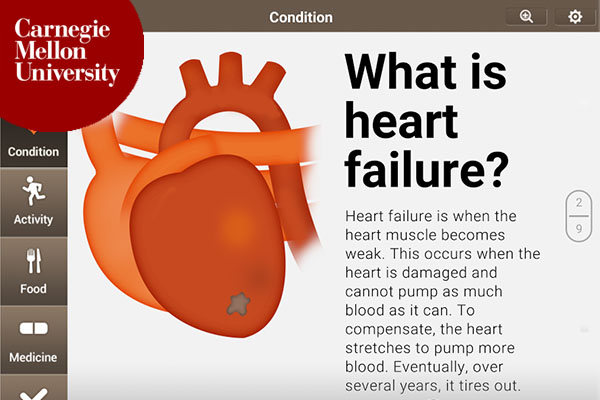 Carnegie
Mellon
University
Condition
Condition
Activity
Food
Medicine
What is
heart
failure?
Heart failure is when the
heart muscle becomes
weak. This occurs when the
heart is damaged and
cannot pump as much
blood as it can. To
compensate, the heart
stretches to pump more
blood. Eventually, over
several years, it tires out.
2
9